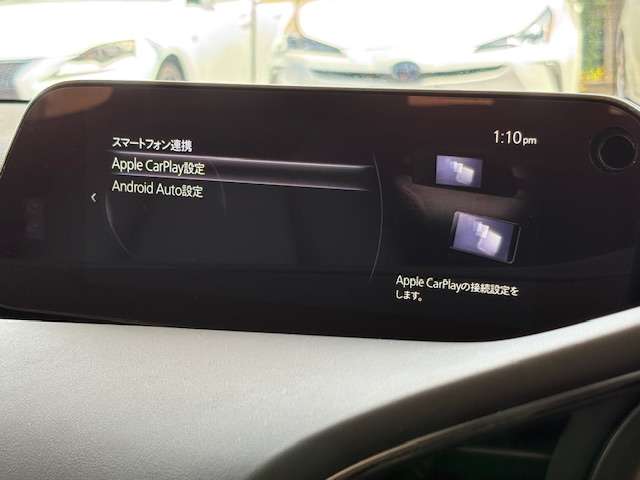 スマートフォン連携
1:10pm
Apple CarPlay設定
Android Auto設定
Apple CarPlayの接続設定を
します。